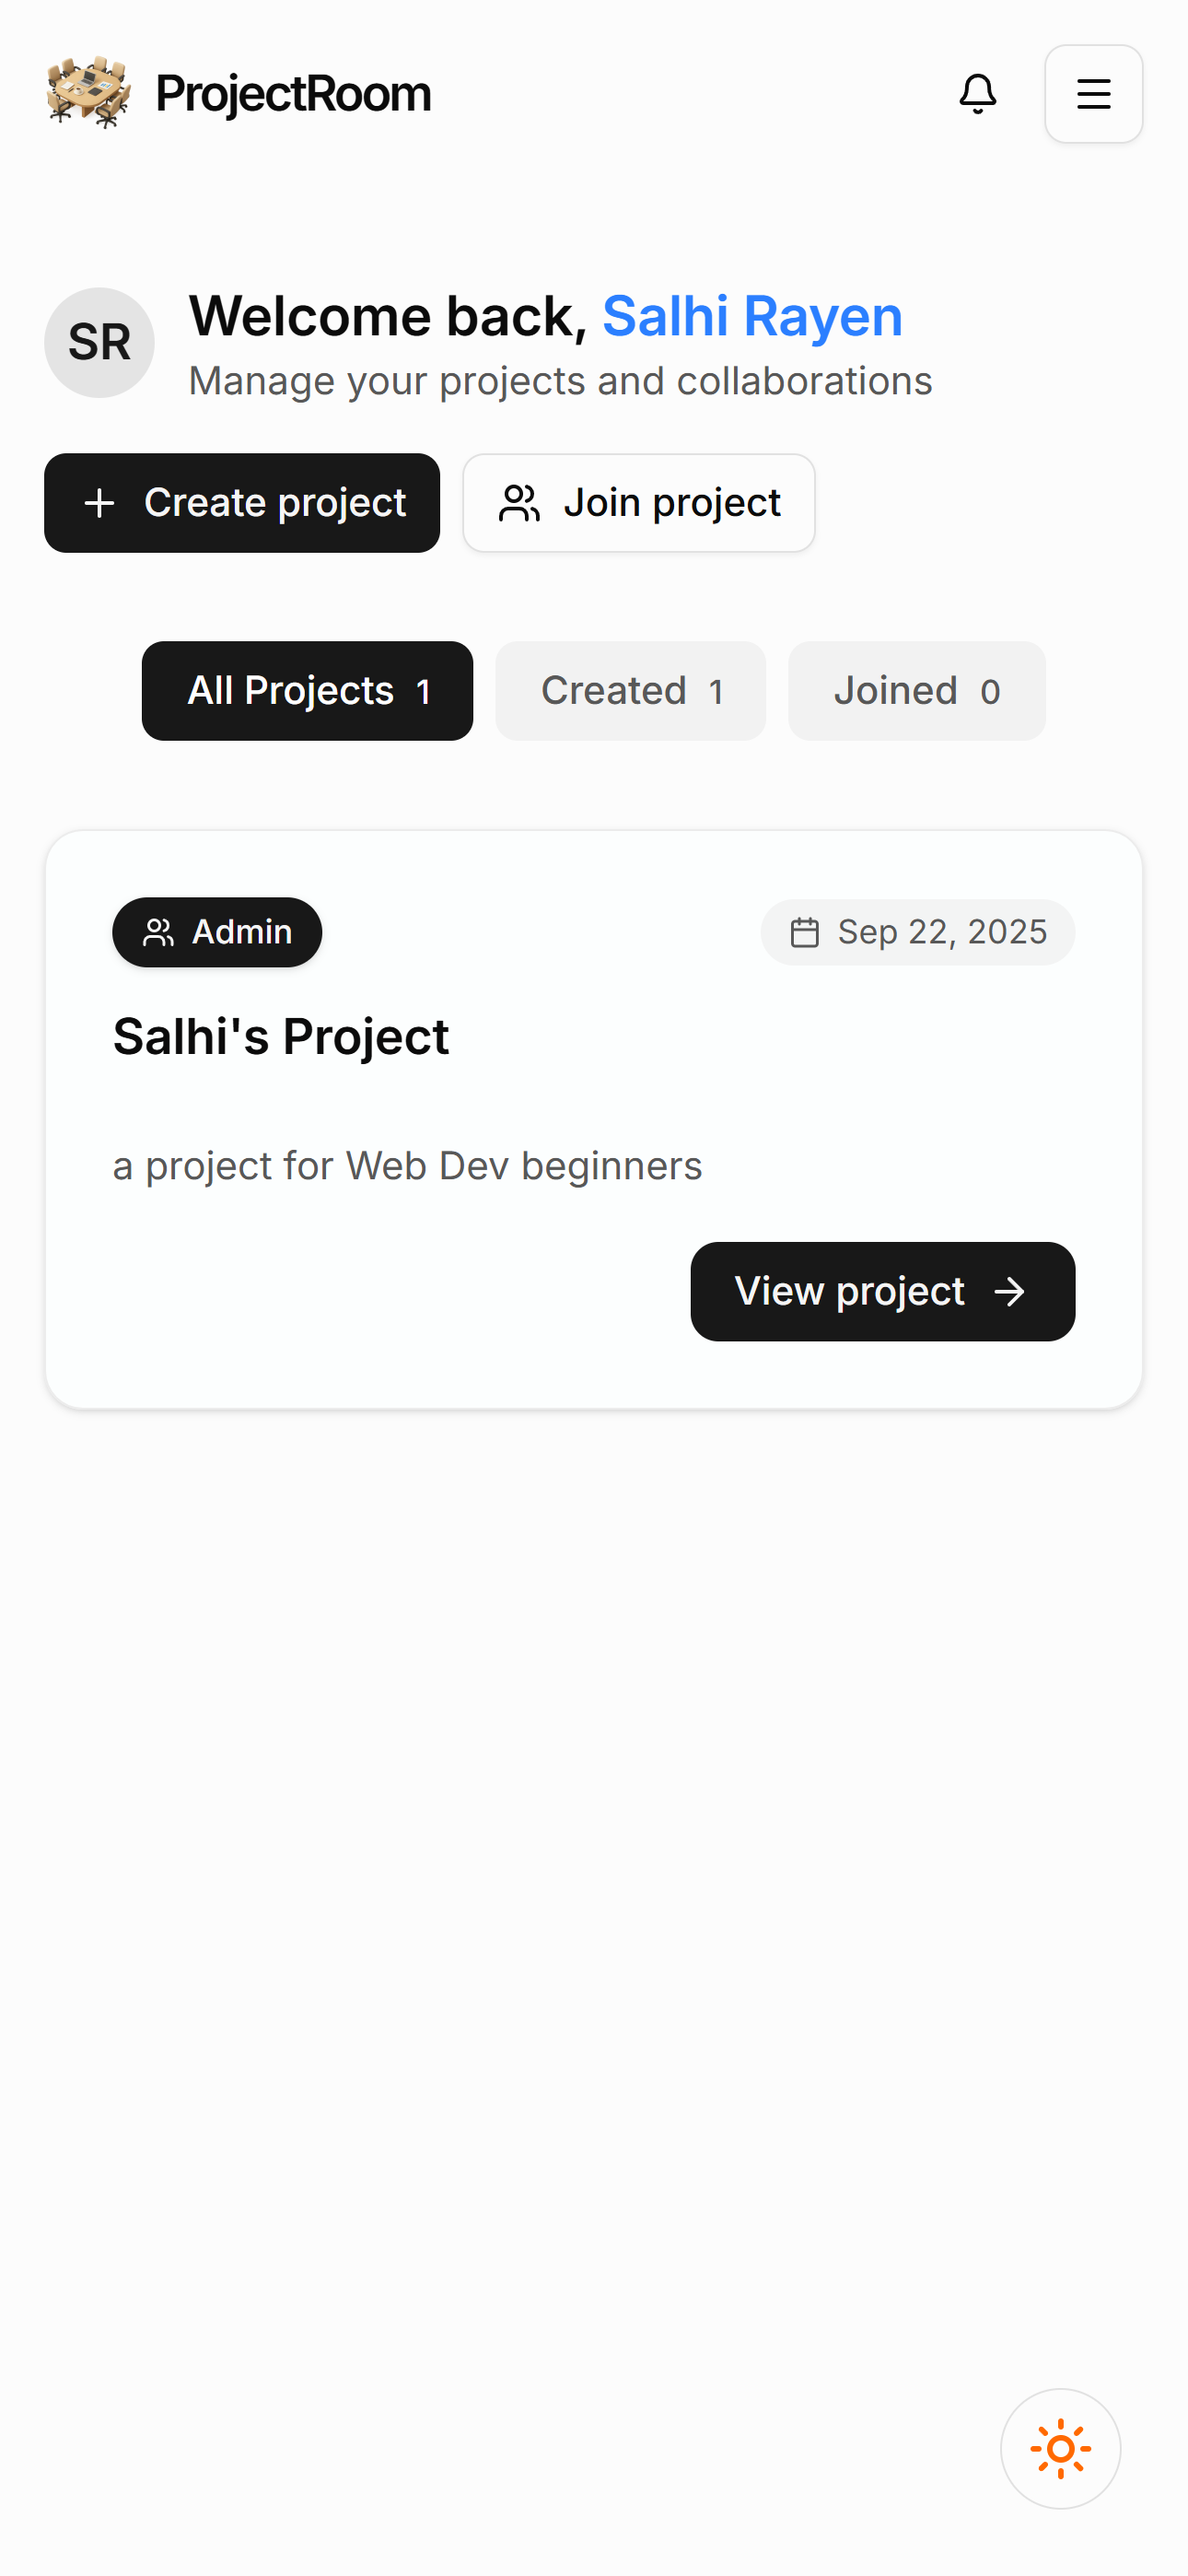 ProjectRoom
SR
Welcome back, Salhi Rayen
Manage your projects and collaborations
Create project
Join project
All Projects 1
Created 1
Joined 0
Admin
Sep 22, 2025
Salhi's Project
a project for Web Dev beginners
View project